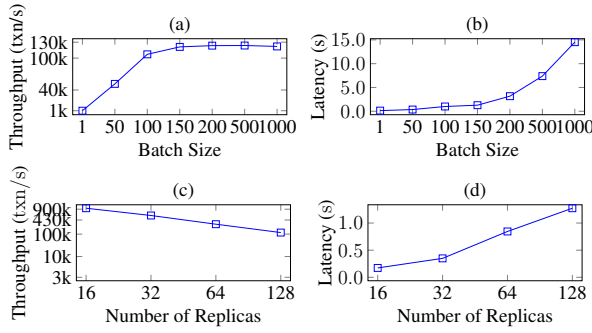 (a)
Throughput (txn/s)
130k
100k
40k
1k
1 50 100 150 200 500 1000
Batch Size
(b)
Latency (s)
15.0
10.0
5.0
0.0
1 50 100 150 200 500 1000
Batch Size
(c)
Throughput (txn/s)
900k
430k
100k
10k
3k
16 32 64 128
Number of Replicas
(d)
Latency (s)
1.0
0.5
0.0
16 32 64 128
Number of Replicas